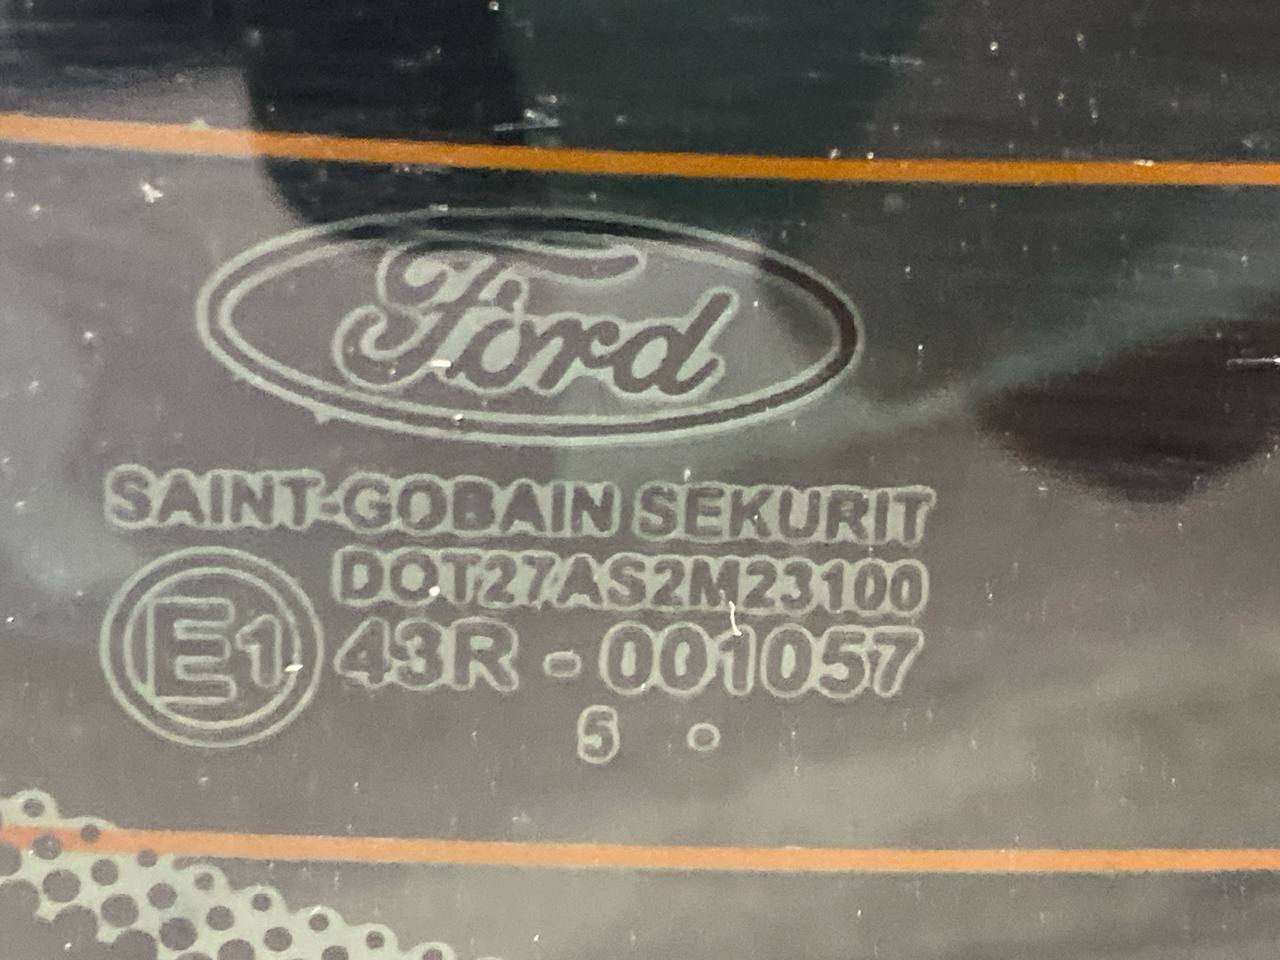 Ford
SAINT-GOBAIN SEKURIT
DOT27AS2M23100
E1 43R - 001057
5 •